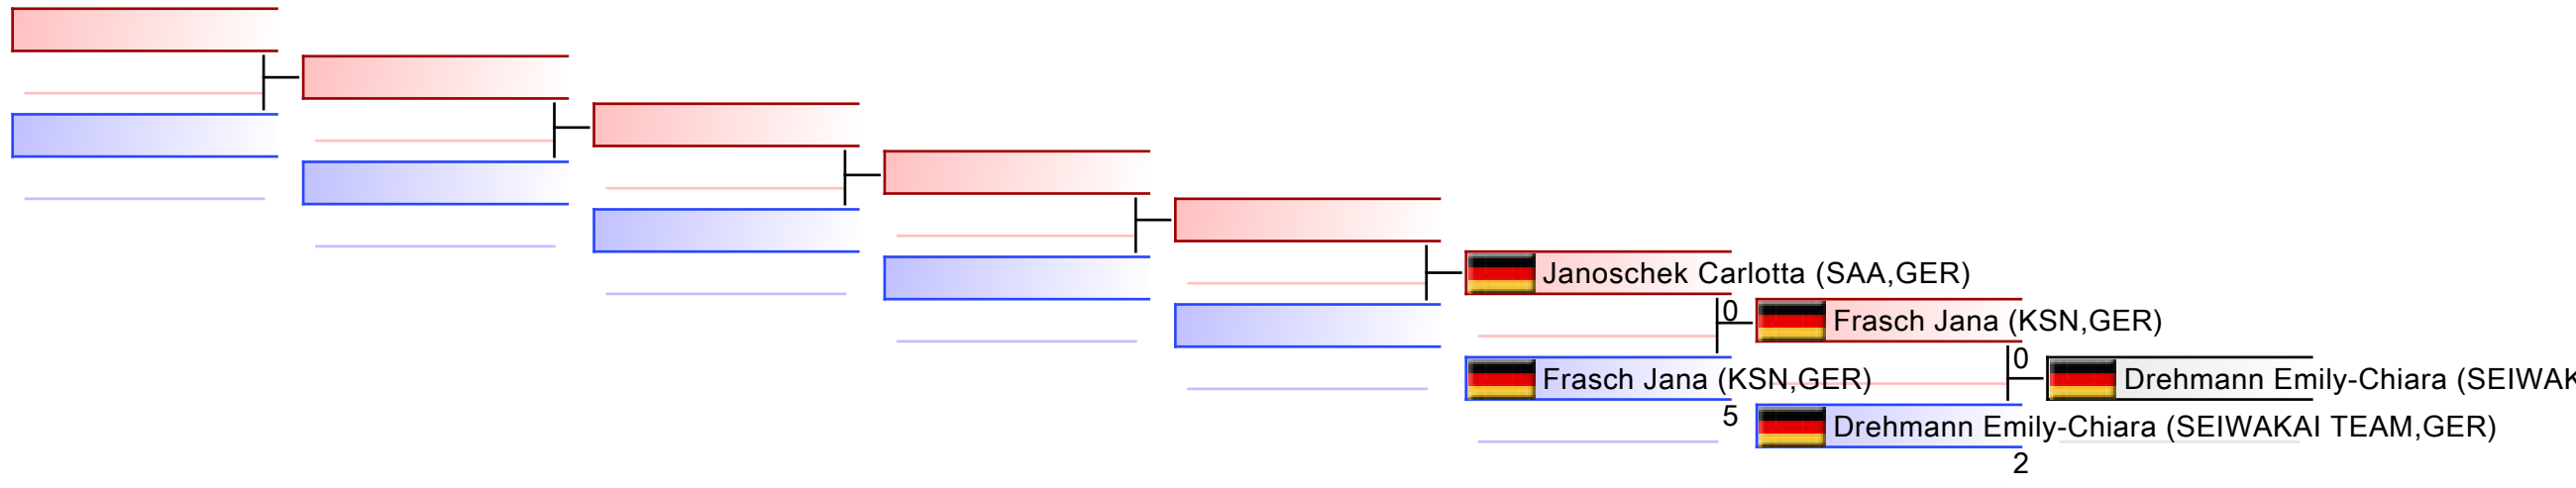 Janoschek Carlotta (SAA,GER)
0
Frasch Jana (KSN,GER)
0
Frasch Jana (KSN,GER)
Drehmann Emily-Chiara (SEIWAK
5
Drehmann Emily-Chiara (SEIWAKAI TEAM,GER)
2